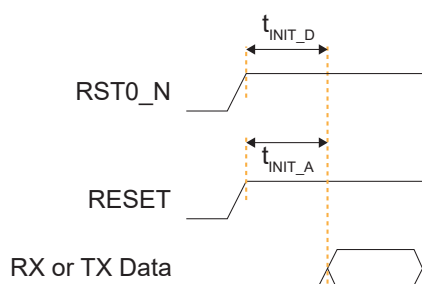 tINIT_D
RST0_N
tINIT_A
RESET
RX or TX Data